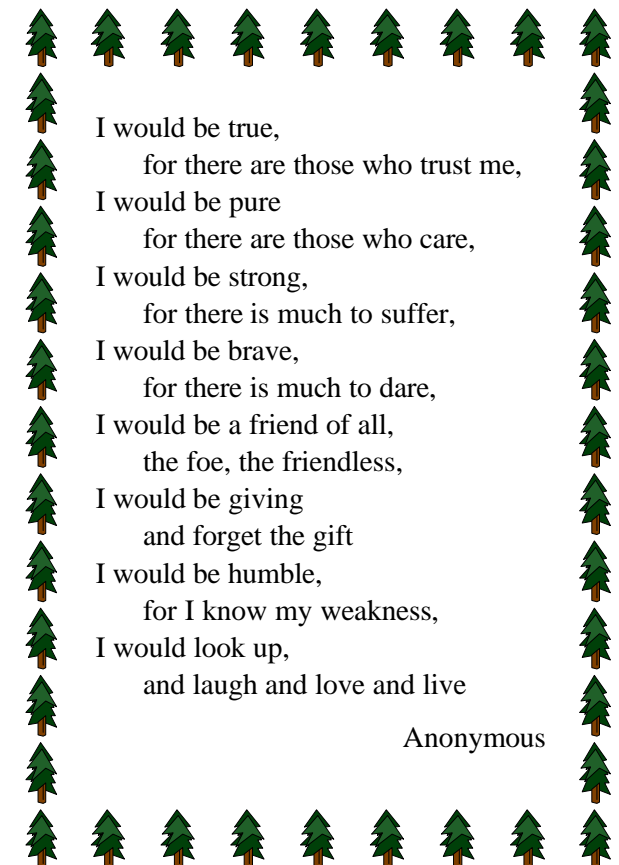 I would be true,
for there are those who trust me,
I would be pure
for there are those who care,
I would be strong,
for there is much to suffer,
I would be brave,
for there is much to dare,
I would be a friend of all,
the foe, the friendless,
I would be giving
and forget the gift
I would be humble,
for I know my weakness,
I would look up,
and laugh and love and live
Anonymous